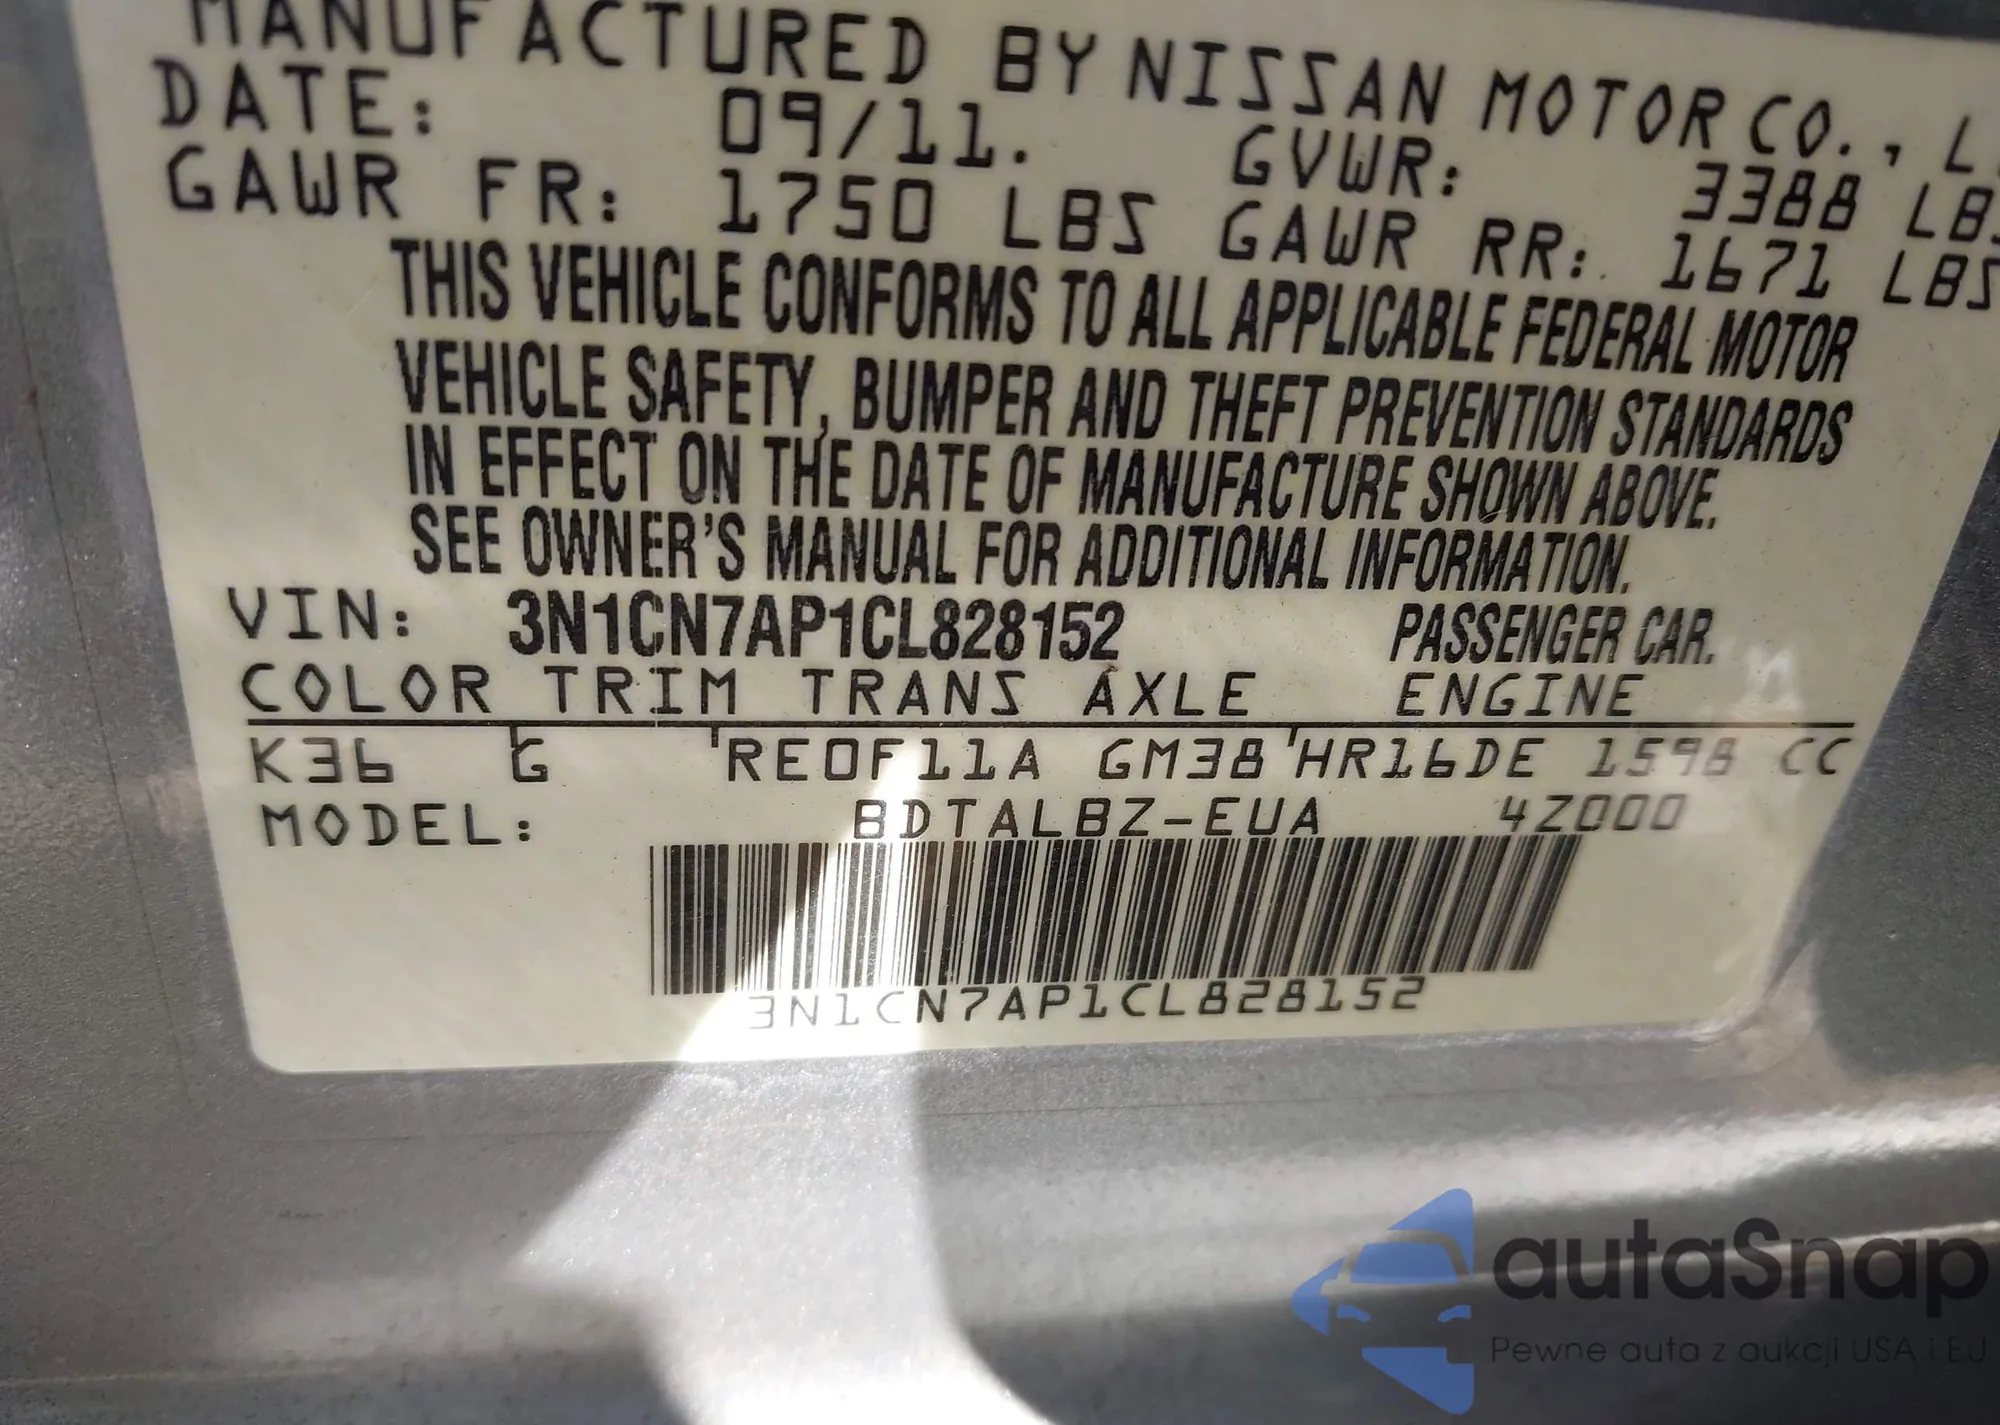 MANUFACTURED BY NISSAN MOTOR CO., L
DATE: 09/11. GVWR: 3388 LBS
GAWR FR: 1750 LBS GAWR RR: 1671 LBS
THIS VEHICLE CONFORMS TO ALL APPLICABLE FEDERAL MOTOR
VEHICLE SAFETY, BUMPER AND THEFT PREVENTION STANDARDS
IN EFFECT ON THE DATE OF MANUFACTURE SHOWN ABOVE.
SEE OWNER'S MANUAL FOR ADDITIONAL INFORMATION.
VIN: 3N1CN7AP1CL828152 PASSENGER CAR.
COLOR TRIM TRANS AXLE ENGINE
K36 G RE0F11A GM38 HR16DE 1598 CC
MODEL: BDTALBZ-EUA 4Z000
3N1CN7AP1CL828152
autaSnap
Pewne auta z aukcji USA i EU